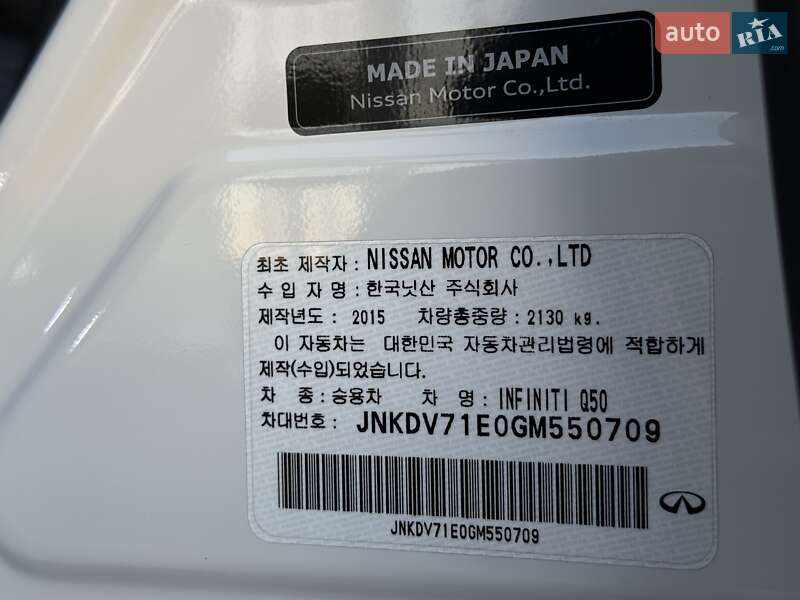 auto RIA.com
MADE IN JAPAN
Nissan Motor Co.,Ltd.
최초 제작자 : NISSAN MOTOR CO.,LTD
수 입 자 명 : 한국닛산 주식회사
제작년도 : 2015 차량총중량 : 2130 kg.
이 자동차는 대한민국 자동차관리법령에 적합하게
제작(수입)되었습니다.
차 종 : 승용차 차 명 : INFINITI Q50
차대번호 : JNKDV71E0GM550709
JNKDV71E0GM550709